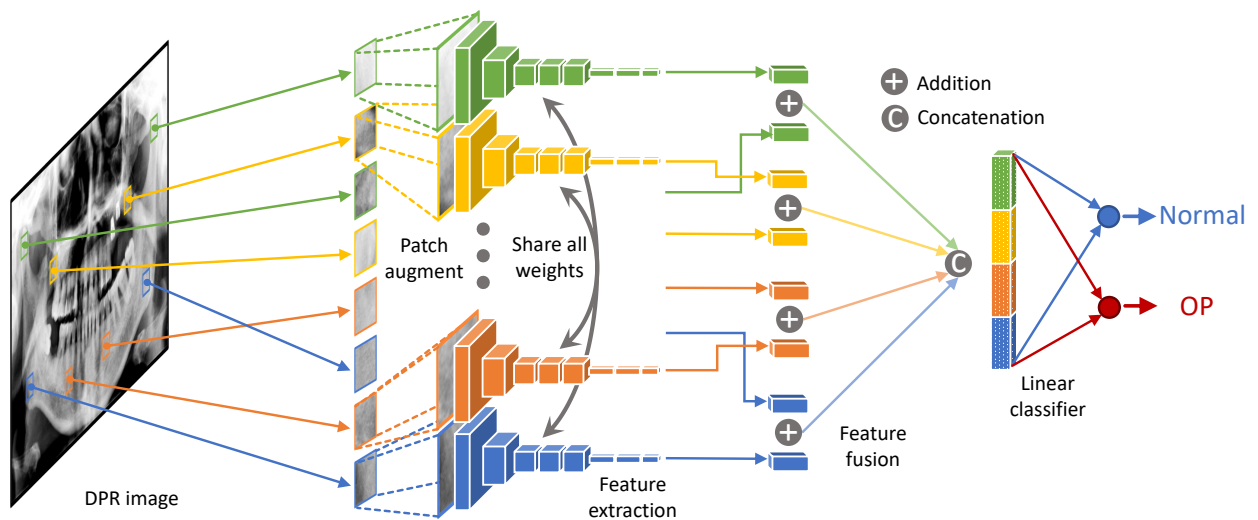 DPR image
Patch
augment
Share all
weights
Feature
extraction
+
+
+
+
Feature
fusion
+ Addition
C Concatenation
C
Linear
classifier
Normal
OP